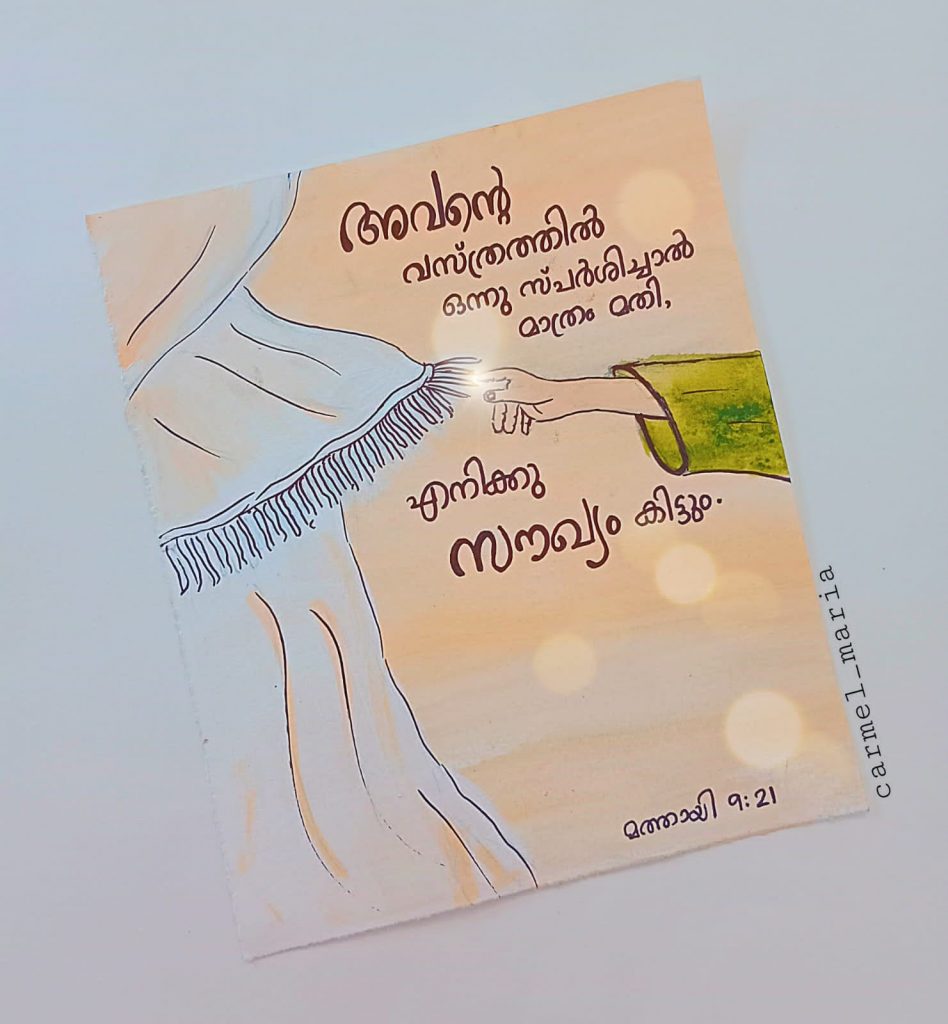 അവന്റെ
വസ്ത്രത്തിൽ
ഒന്നു സ്പർശിച്ചാൽ
മാത്രം മതി,
എനിക്കു
സൗഖ്യം കിട്ടും.
മത്തായി 9:21
carmel_maria